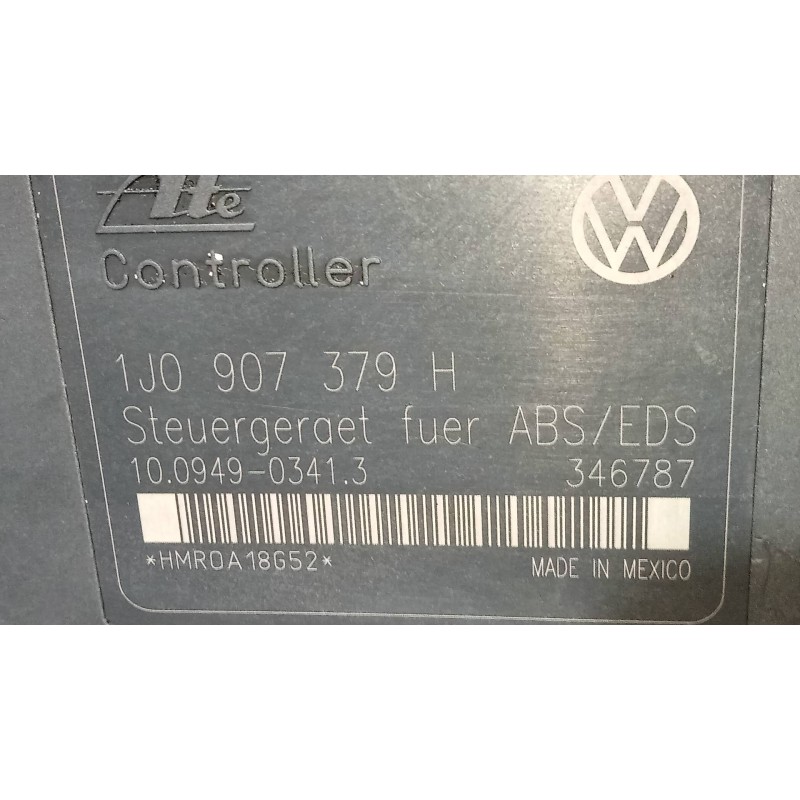 Ate
Controller
1J0 907 379 H
Steuergeraet fuer ABS/EDS
10.0949-0341.3 346787
*HMR0A18G52*
MADE IN MEXICO